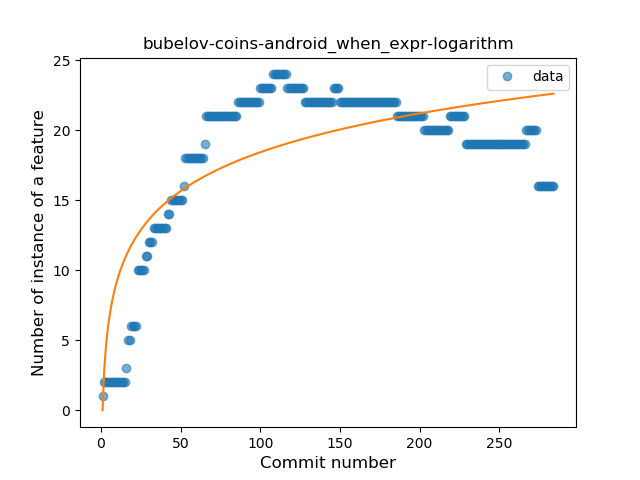 bubelov-coins-android_when_expr-logarithm
data
Number of instance of a feature
25
20
15
10
5
0
0 50 100 150 200 250
Commit number